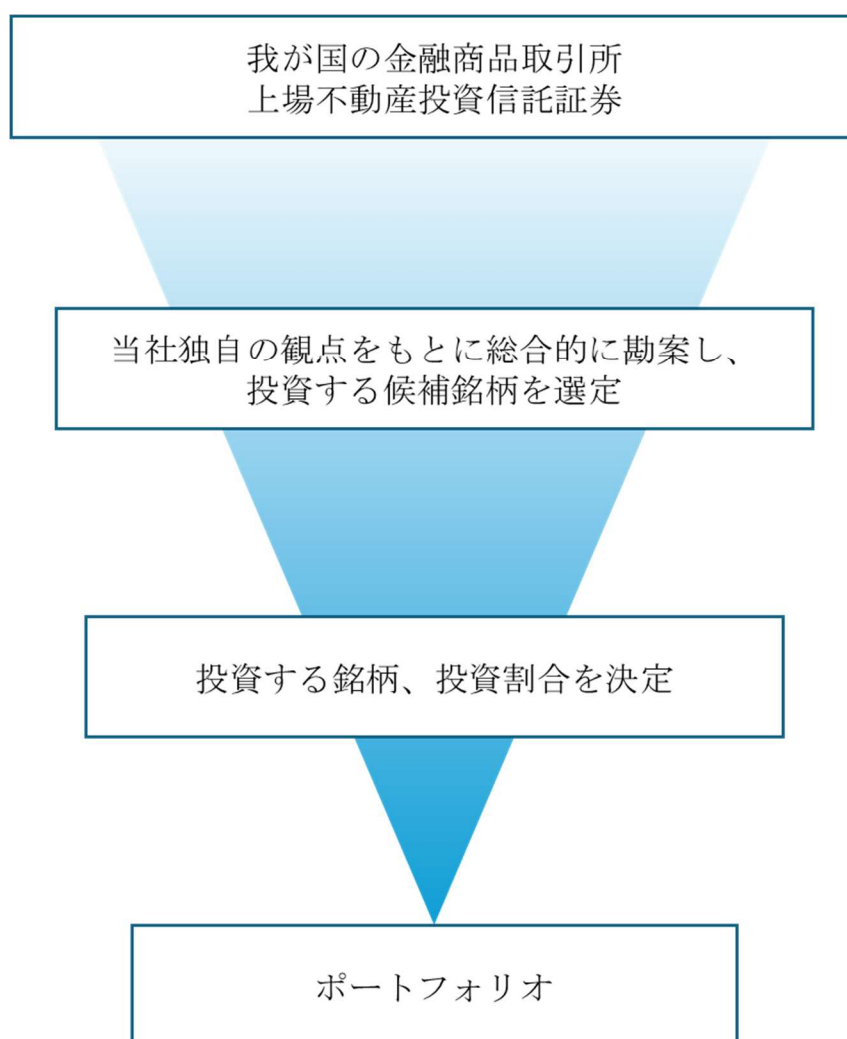 我が国の金融商品取引所
上場不動産投資信託証券
当社独自の観点をもとに総合的に勘案し、
投資する候補銘柄を選定
投資する銘柄、投資割合を決定
ポートフォリオ